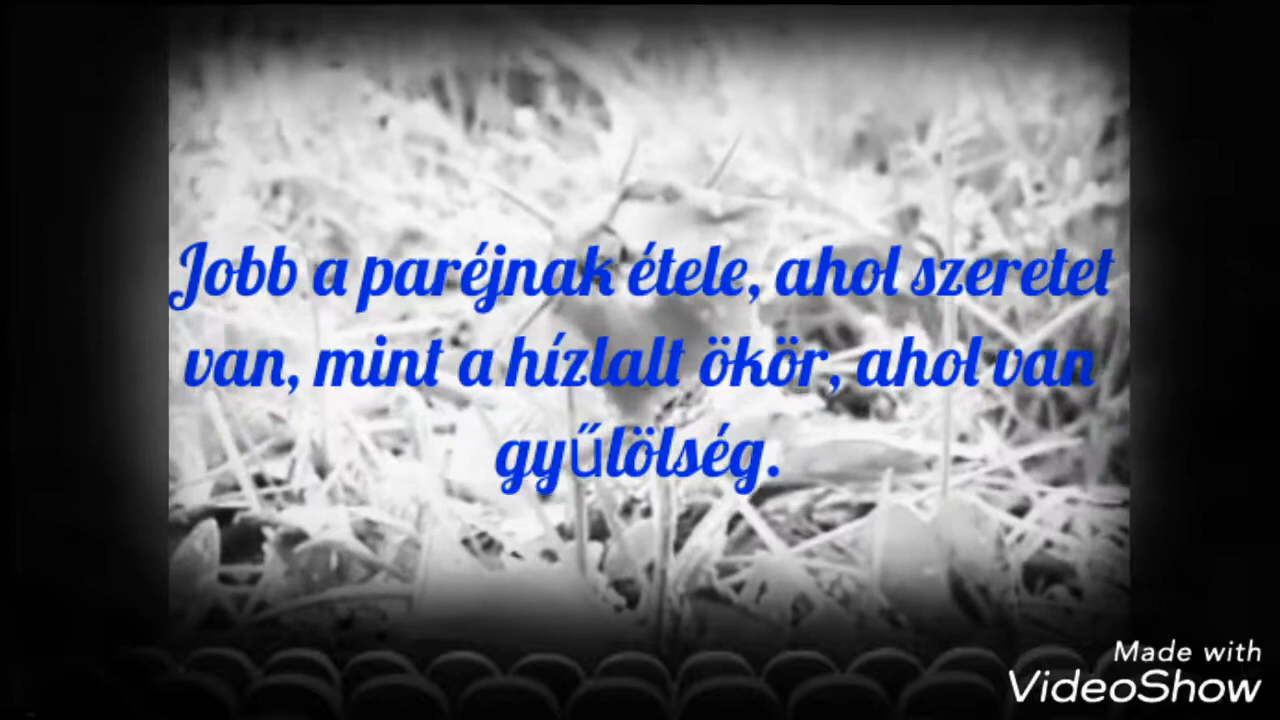 Jobb a paréjnak étele, ahol szeretet
van, mint a hízlalt ökör, ahol van
gyűlölség.
Made with
VideoShow